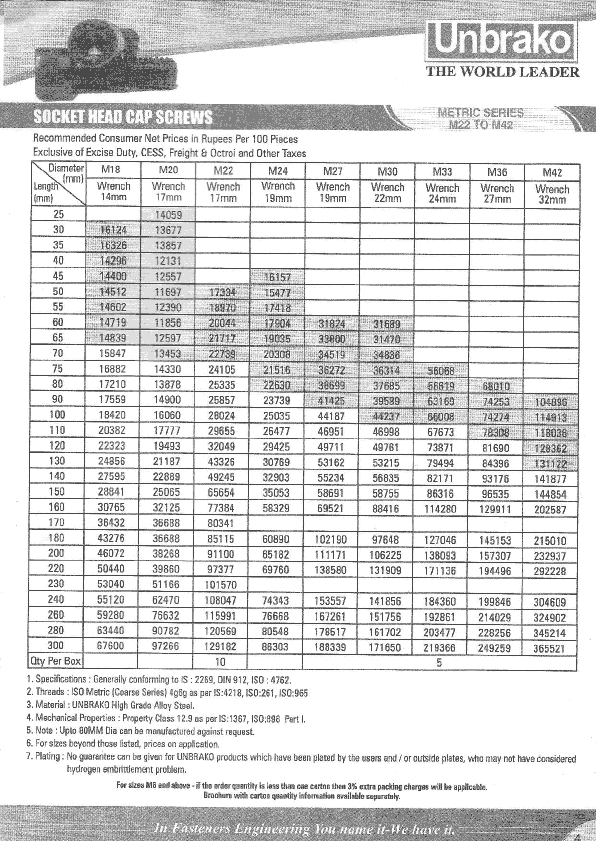 Unbrako
THE WORLD LEADER
SOCKET HEAD CAP SCREWS
METRIC SERIES
M22 TO M42
Recommended Consumer Net Prices in Rupees Per 100 Pieces
Exclusive of Excise Duty, CESS, Freight & Octroi and Other Taxes
Diameter (mm) M18 M20 M22 M24 M27 M30 M33 M36 M42
Length (mm) Wrench 14mm Wrench 17mm Wrench 17mm Wrench 19mm Wrench 19mm Wrench 22mm Wrench 24mm Wrench 27mm Wrench 32mm
25 14059
30 16124 13677
35 16326 13857
40 14296 12131
45 14400 12557 16157
50 14512 11697 17334 15477
55 14602 12390 18970 17418
60 14719 11856 20044 17904 31824 31689
65 14839 12597 21717 19035 33800 31470
70 15847 13453 22739 20308 34519 34836
75 16882 14330 24105 21516 36272 36314 56068
80 17210 13878 25335 22630 38699 37685 66819 68010
90 17559 14900 25857 23739 41425 39589 63169 74253 104896
100 18420 16060 28024 25035 44187 44237 66008 74274 114913
110 20382 17777 29655 26477 46951 46998 67673 78308 118036
120 22323 19493 32049 29425 49711 49761 73871 81690 128362
130 24856 21187 43326 30769 53162 53215 79494 84396 131122
140 27595 22889 49245 32903 55234 56835 82171 93176 141877
150 28841 25065 65654 35053 58691 58755 86316 96535 144854
160 30765 32125 77384 58329 69521 88416 114280 129911 202587
170 36432 36688 80341
180 43276 36688 85115 60890 102190 97648 127046 145153 215010
200 46072 38268 91100 65182 111171 106225 138093 157307 232937
220 50440 39860 97377 69760 138580 131909 171136 194496 292228
230 53040 51166 101570
240 55120 62470 108047 74343 153557 141856 184360 199846 304609
260 59280 76632 115991 76668 167261 151756 192861 214029 324902
280 63440 90782 120569 80548 178517 161702 203477 228256 345214
300 67600 97266 129182 86303 188339 171650 219366 249259 365521
Qty Per Box 10 5
1. Specifications : Generally conforming to IS : 2269, DIN 912, ISO : 4762.
2. Threads : ISO Metric (Coarse Series) 4g6g as per IS:4218, ISO:261, ISO:965
3. Material : UNBRAKO High Grade Alloy Steel.
4. Mechanical Properties : Property Class 12.9 as per IS:1367, ISO:898 Part I.
5. Note : Upto 80MM Dia can be manufactured against request.
6. For sizes beyond those listed, prices on application.
7. Plating : No guarantee can be given for UNBRAKO products which have been plated by the users and / or outside plates, who may not have considered
hydrogen embrittlement problem.
For sizes M6 and above - if the order quantity is less than one carton then 3% extra packing charges will be applicable.
Brochure with carton quantity information available separately.
In Fasteners Engineering You name it-We have it.
4